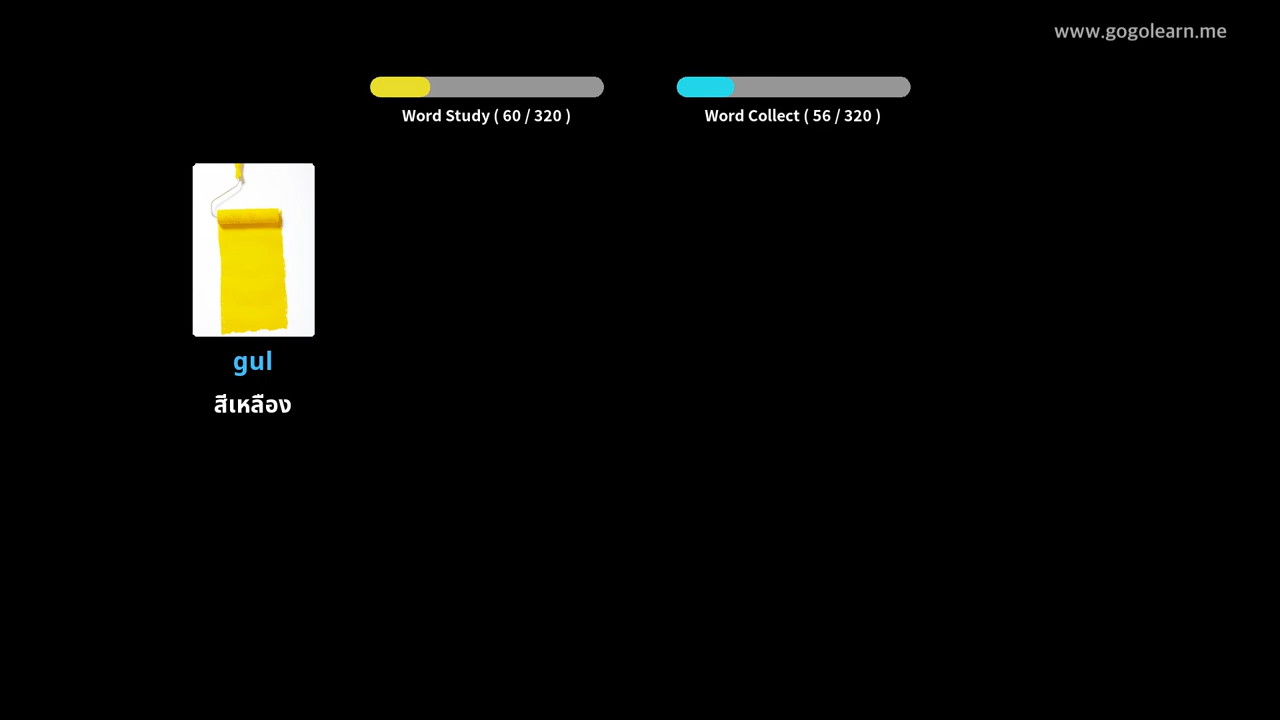 www.gogolearn.me
Word Study ( 60 / 320 )
Word Collect ( 56 / 320 )
gul
สีเหลือง